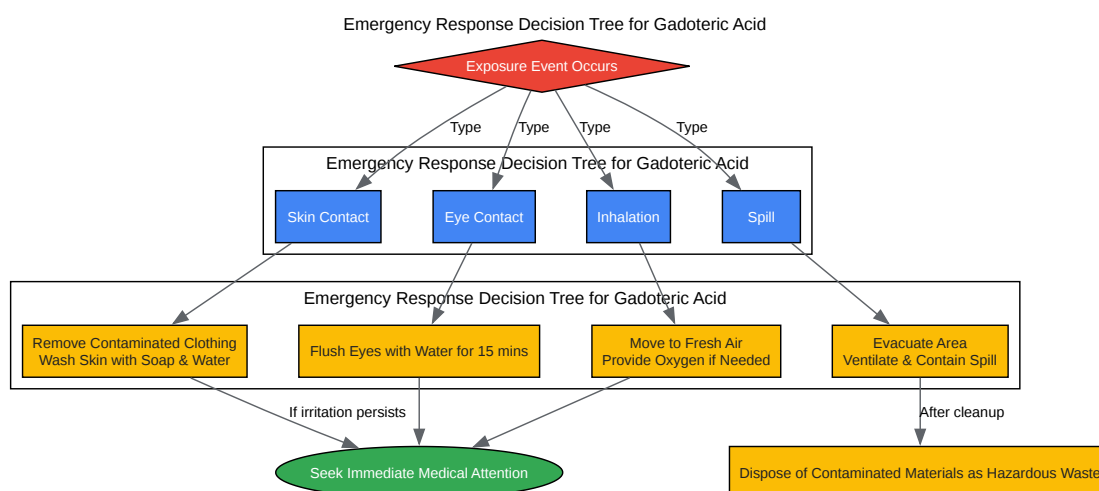 Emergency Response Decision Tree for Gadoteric Acid
Exposure Event Occurs
Type
Type
Type
Type
Emergency Response Decision Tree for Gadoteric Acid
Skin Contact
Eye Contact
Inhalation
Spill
Emergency Response Decision Tree for Gadoteric Acid
Remove Contaminated Clothing
Wash Skin with Soap & Water
Flush Eyes with Water for 15 mins
Move to Fresh Air
Provide Oxygen if Needed
Evacuate Area
Ventilate & Contain Spill
If irritation persists
After cleanup
Seek Immediate Medical Attention
Dispose of Contaminated Materials as Hazardous Waste